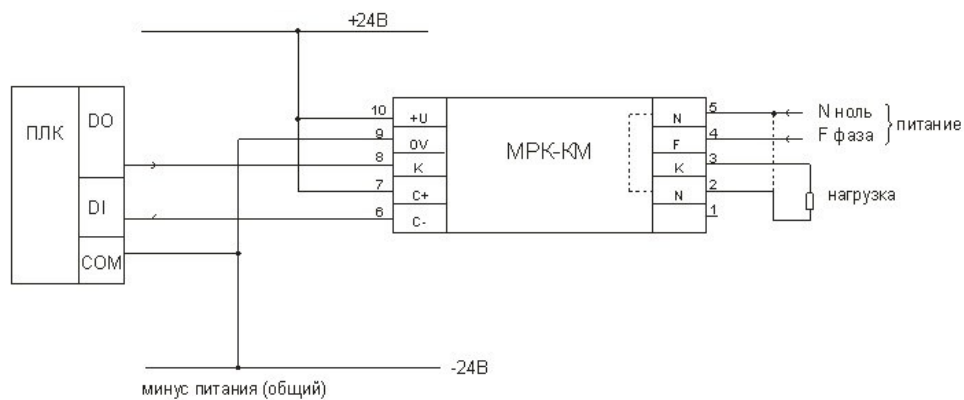 +24В
ПЛК
DO
DI
COM
10
9
8
7
6
+U
0V
K
C+
C-
МРК-КМ
N
F
K
N
5
4
3
2
1
N ноль
F фаза
питание
нагрузка
-24В
минус питания (общий)